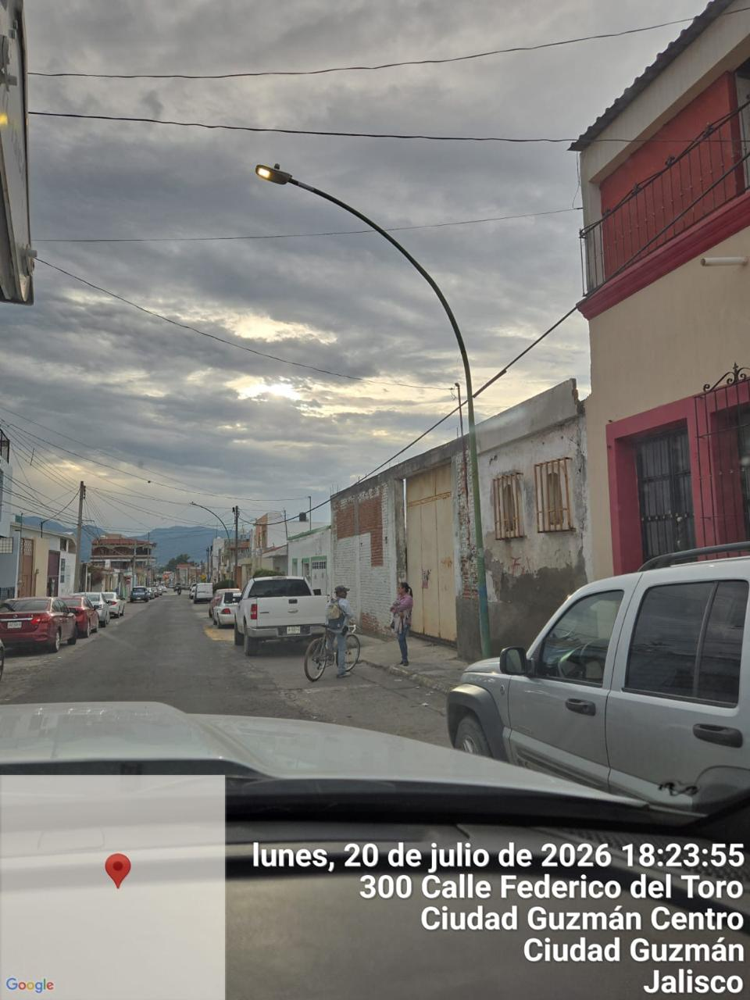 lunes, 20 de julio de 2026 18:23:55
300 Calle Federico del Toro
Ciudad Guzmán Centro
Ciudad Guzmán
Jalisco
Google